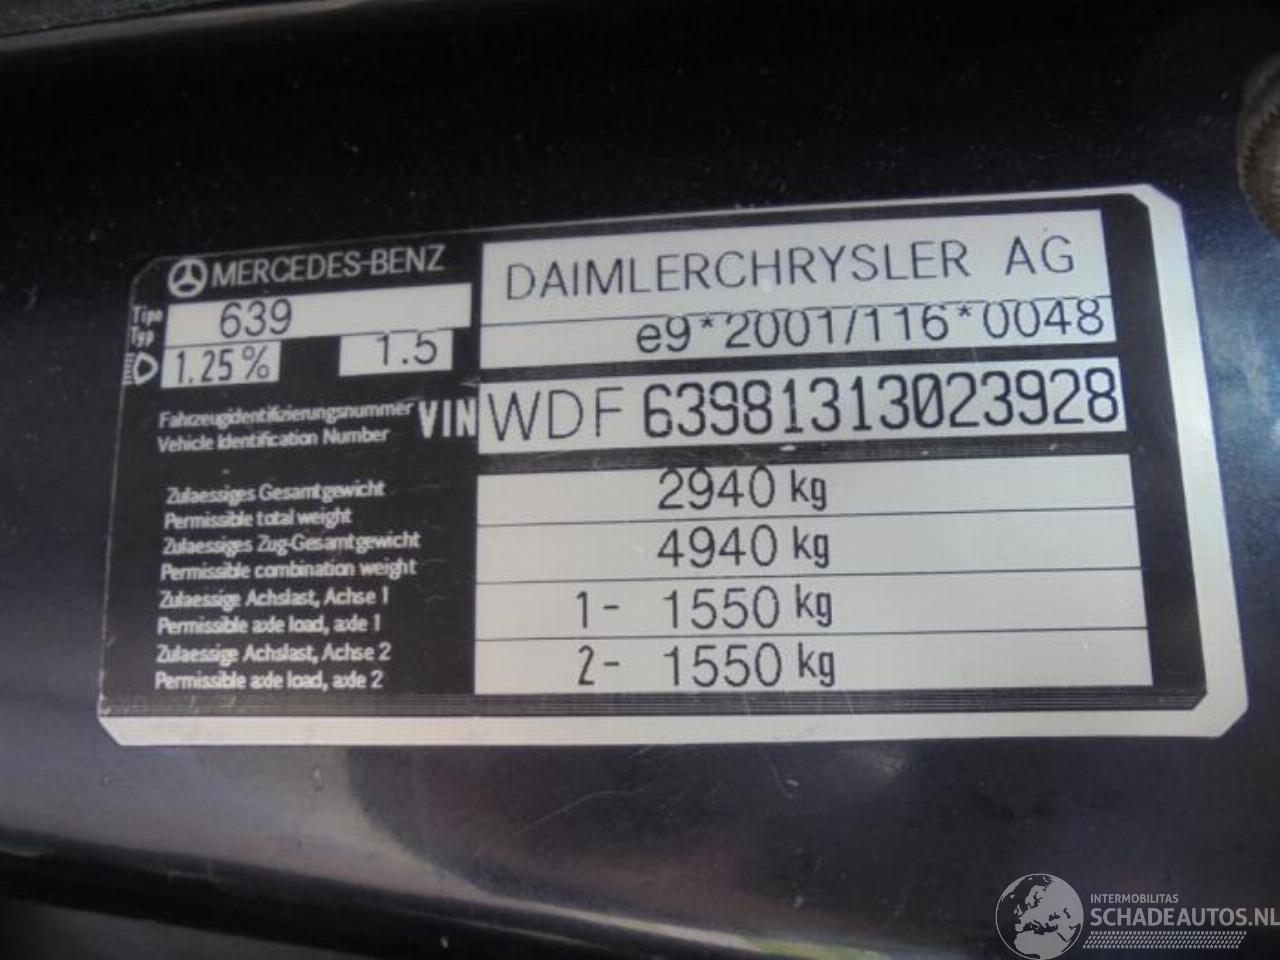 MERCEDES-BENZ
DAIMLERCHRYSLER AG
Tipo
Typ
639
e9*2001/116*0048
1.25%
1.5
Fahrzeugidentifizierungsnummer
Vehicle Identification Number
VIN
WDF63981313023928
Zulaessiges Gesamtgewicht
Permissible total weight
2940 kg
Zulaessiges Zug-Gesamtgewicht
Permissible combination weight
4940 kg
Zulaessige Achslast, Achse 1
Permissible axle load, axle 1
1- 1550 kg
Zulaessige Achslast, Achse 2
Permissible axle load, axle 2
2- 1550 kg
INTERMOBILITAS
SCHADEAUTOS.NL